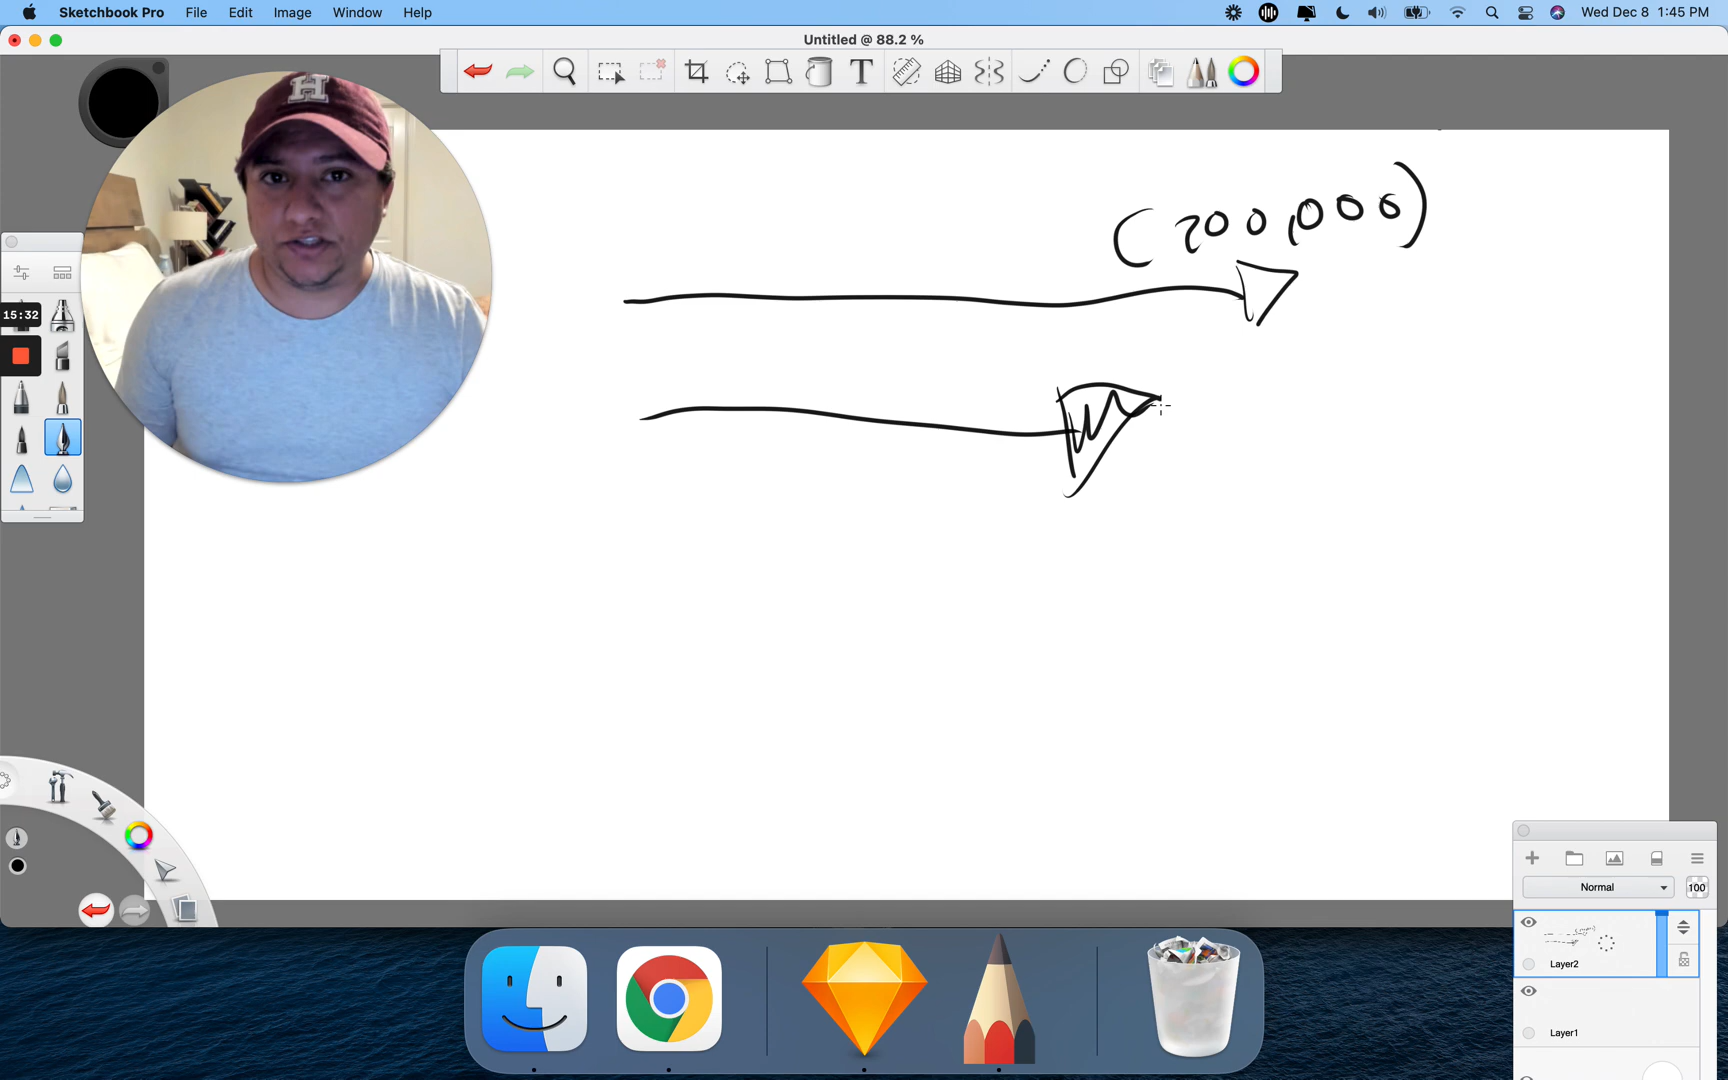 Sketchbook Pro File Edit Image Window Help Wed Dec 8 1:45 PM
Untitled @ 88.2 %
H
T
(200,000)
15:32
Normal 100
Layer2
Layer1